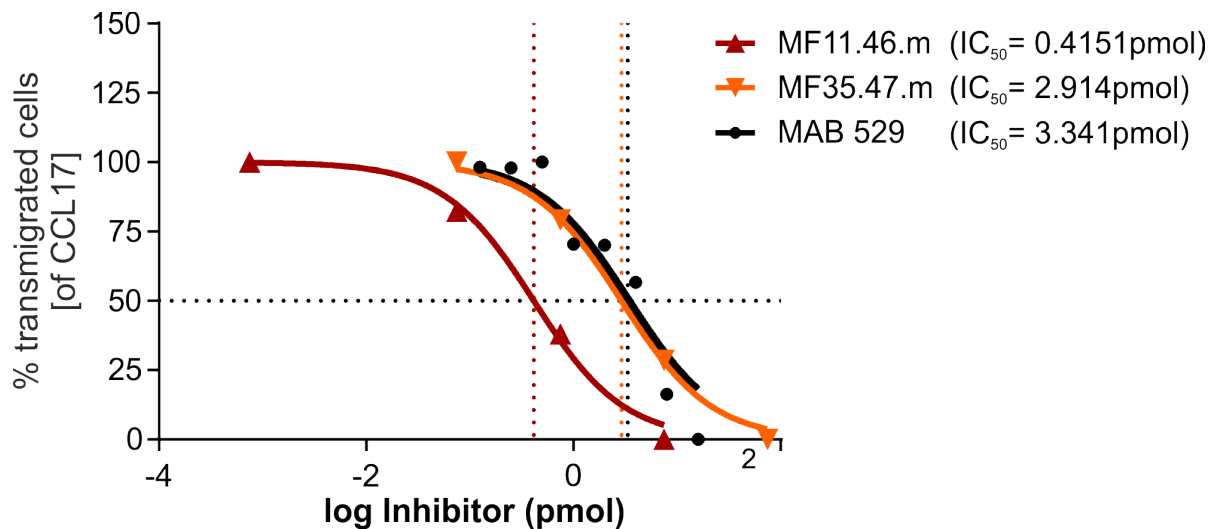 % transmigrated cells
[of CCL17]
150
125
100
75
50
25
0
-4
-2
0
2
log Inhibitor (pmol)
MF11.46.m (IC₅₀= 0.4151pmol)
MF35.47.m (IC₅₀= 2.914pmol)
MAB 529 (IC₅₀= 3.341pmol)